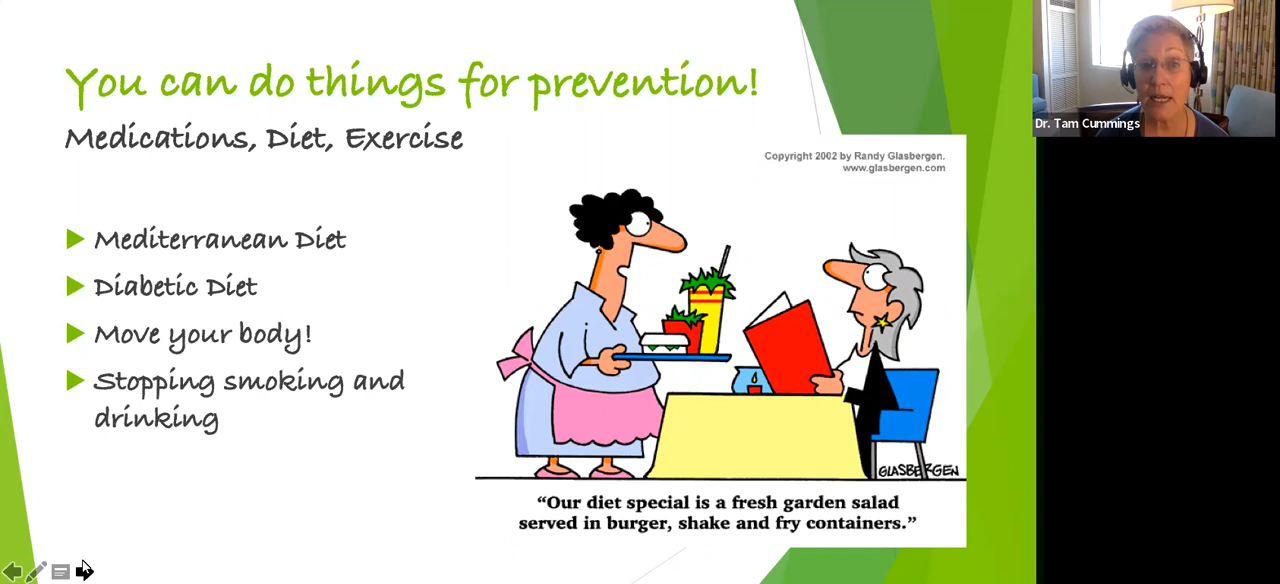 You can do things for prevention!
Medications, Diet, Exercise
Mediterranean Diet
Diabetic Diet
Move your body!
Stopping smoking and
drinking
Copyright 2002 by Randy Glasbergen.
www.glasbergen.com
GLASBERGEN
"Our diet special is a fresh garden salad
served in burger, shake and fry containers."
Dr. Tam Cummings